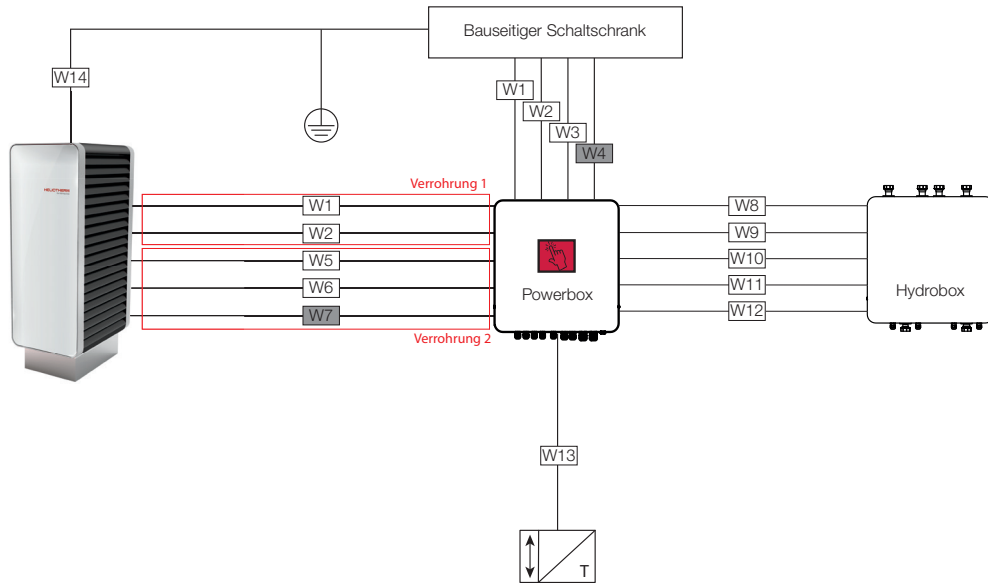 Bauseitiger Schaltschrank
W14
W1
W2
W3
W4
HELIOTHERM
Verrohrung 1
W1
W2
W5
W6
W7
Verrohrung 2
Powerbox
W8
W9
W10
W11
W12
Hydrobox
W13
T